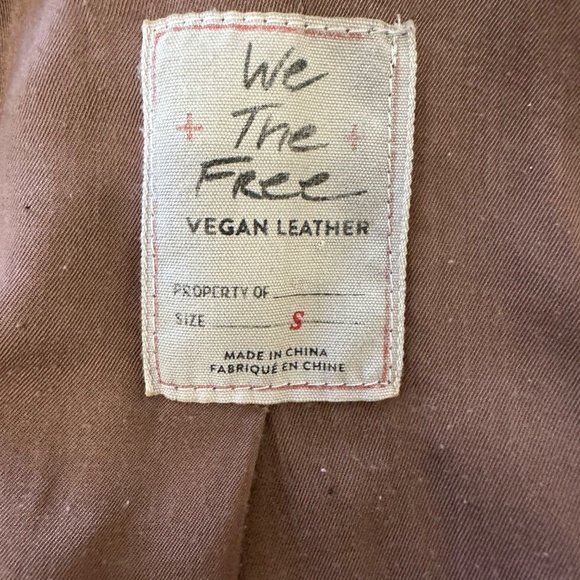 We
The
Free
VEGAN LEATHER
PROPERTY OF
SIZE S
MADE IN CHINA
FABRIQUÉ EN CHINE